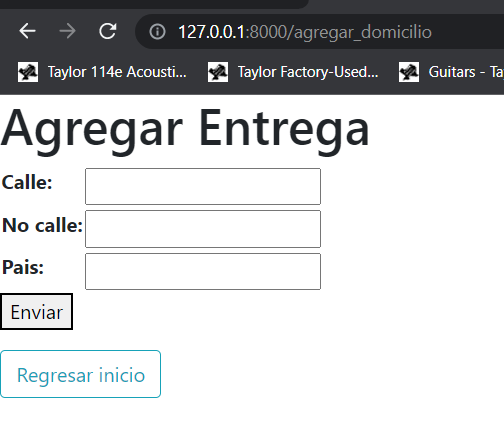 127.0.0.1:8000/agregar_domicilio
Taylor 114e Acousti... Taylor Factory-Used... Guitars - Ta
Agregar Entrega
Calle:
No calle:
Pais:
Enviar
Regresar inicio